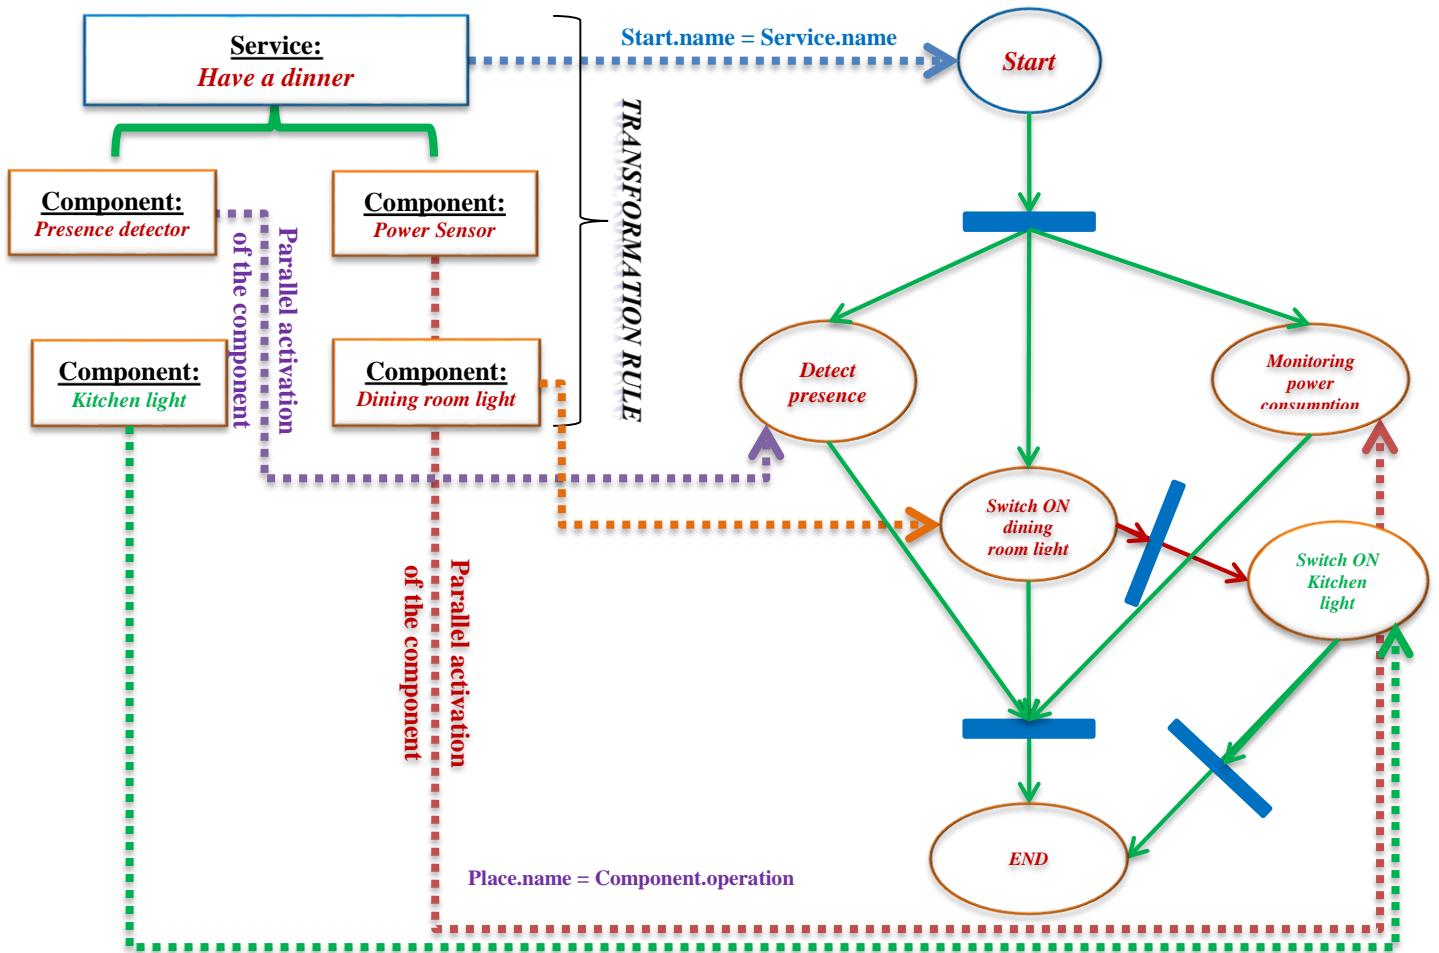 Service:
Have a dinner
Start.name = Service.name
Start
TRANSFORMATION RULE
Component:
Presence detector
Component:
Power Sensor
Parallel activation
of the component
Component:
Kitchen light
Component:
Dining room light
Detect
presence
Monitoring
power
consumption
Switch ON
dining
room light
Switch ON
Kitchen
light
Parallel activation
of the component
END
Place.name = Component.operation